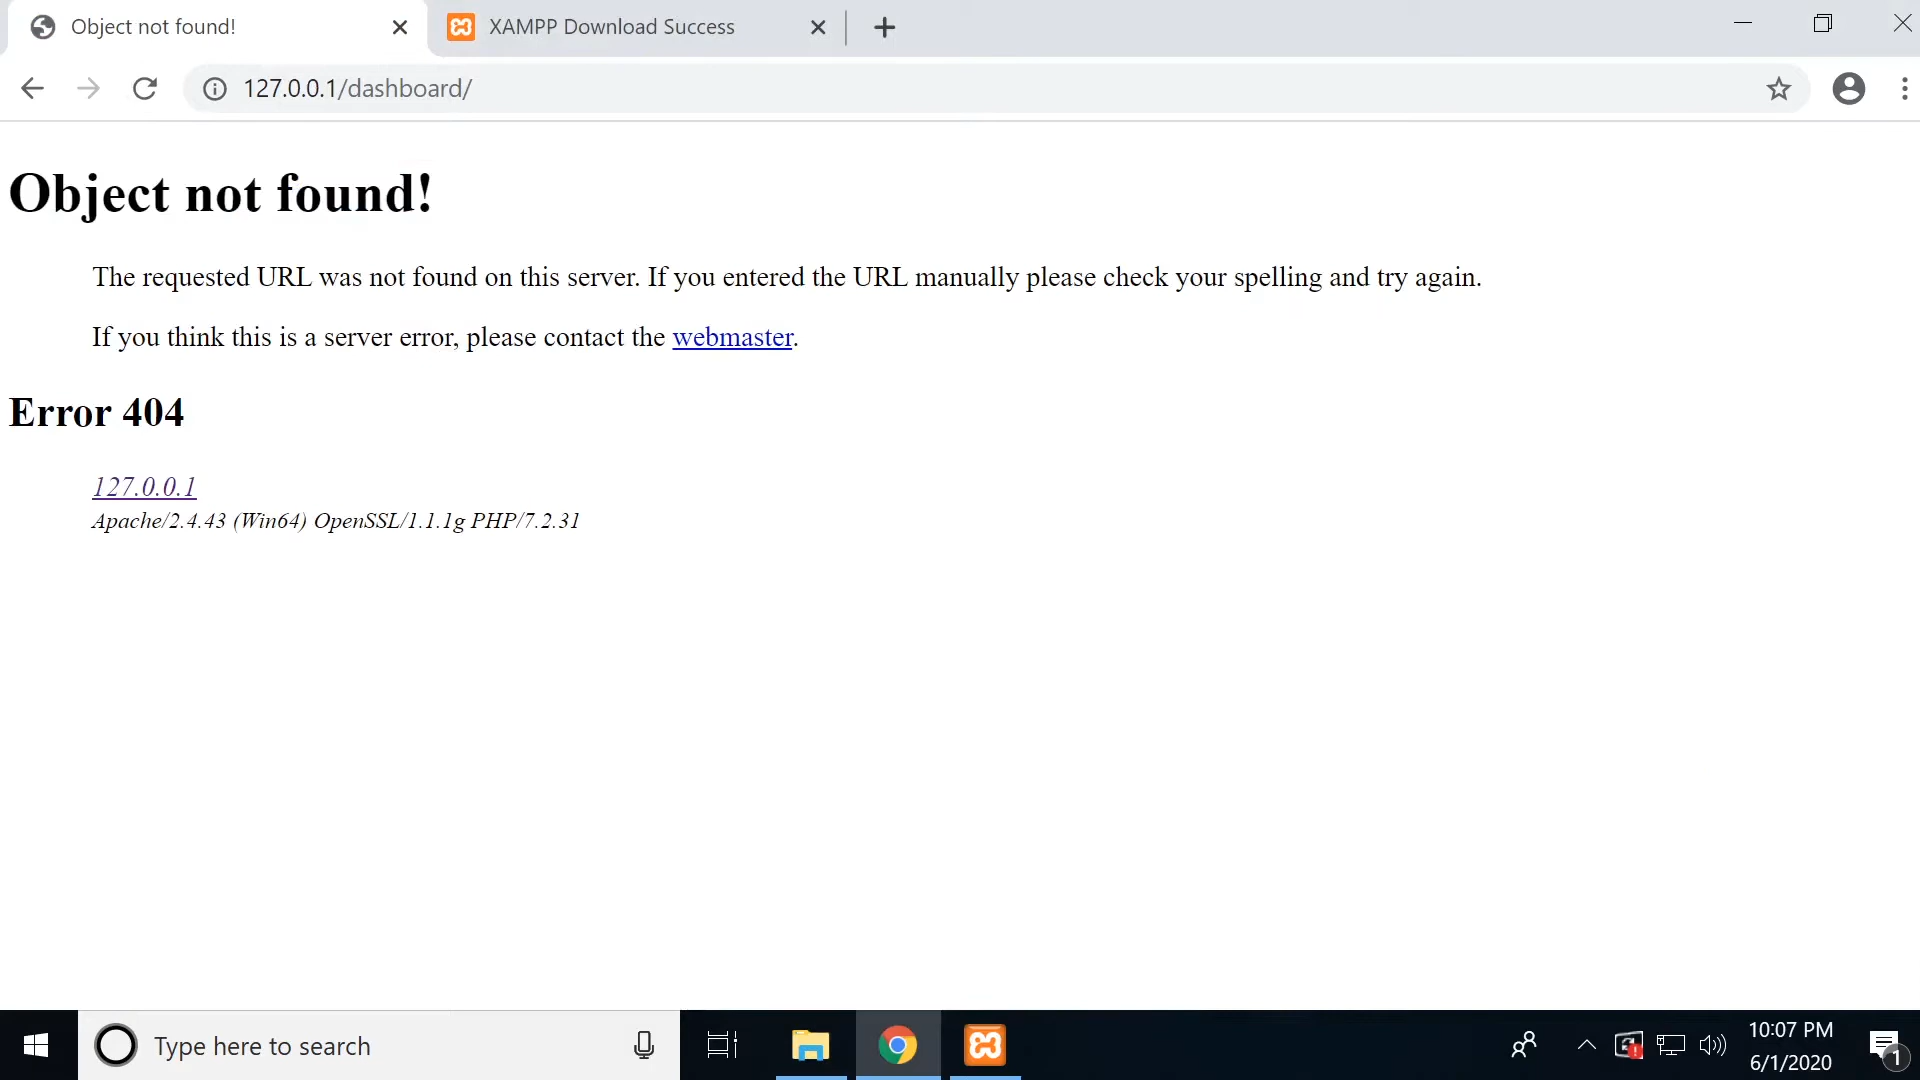 Object not found!
XAMPP Download Success
127.0.0.1/dashboard/
Object not found!
The requested URL was not found on this server. If you entered the URL manually please check your spelling and try again.
If you think this is a server error, please contact the webmaster.
Error 404
127.0.0.1
Apache/2.4.43 (Win64) OpenSSL/1.1.1g PHP/7.2.31
Type here to search
10:07 PM
6/1/2020
1